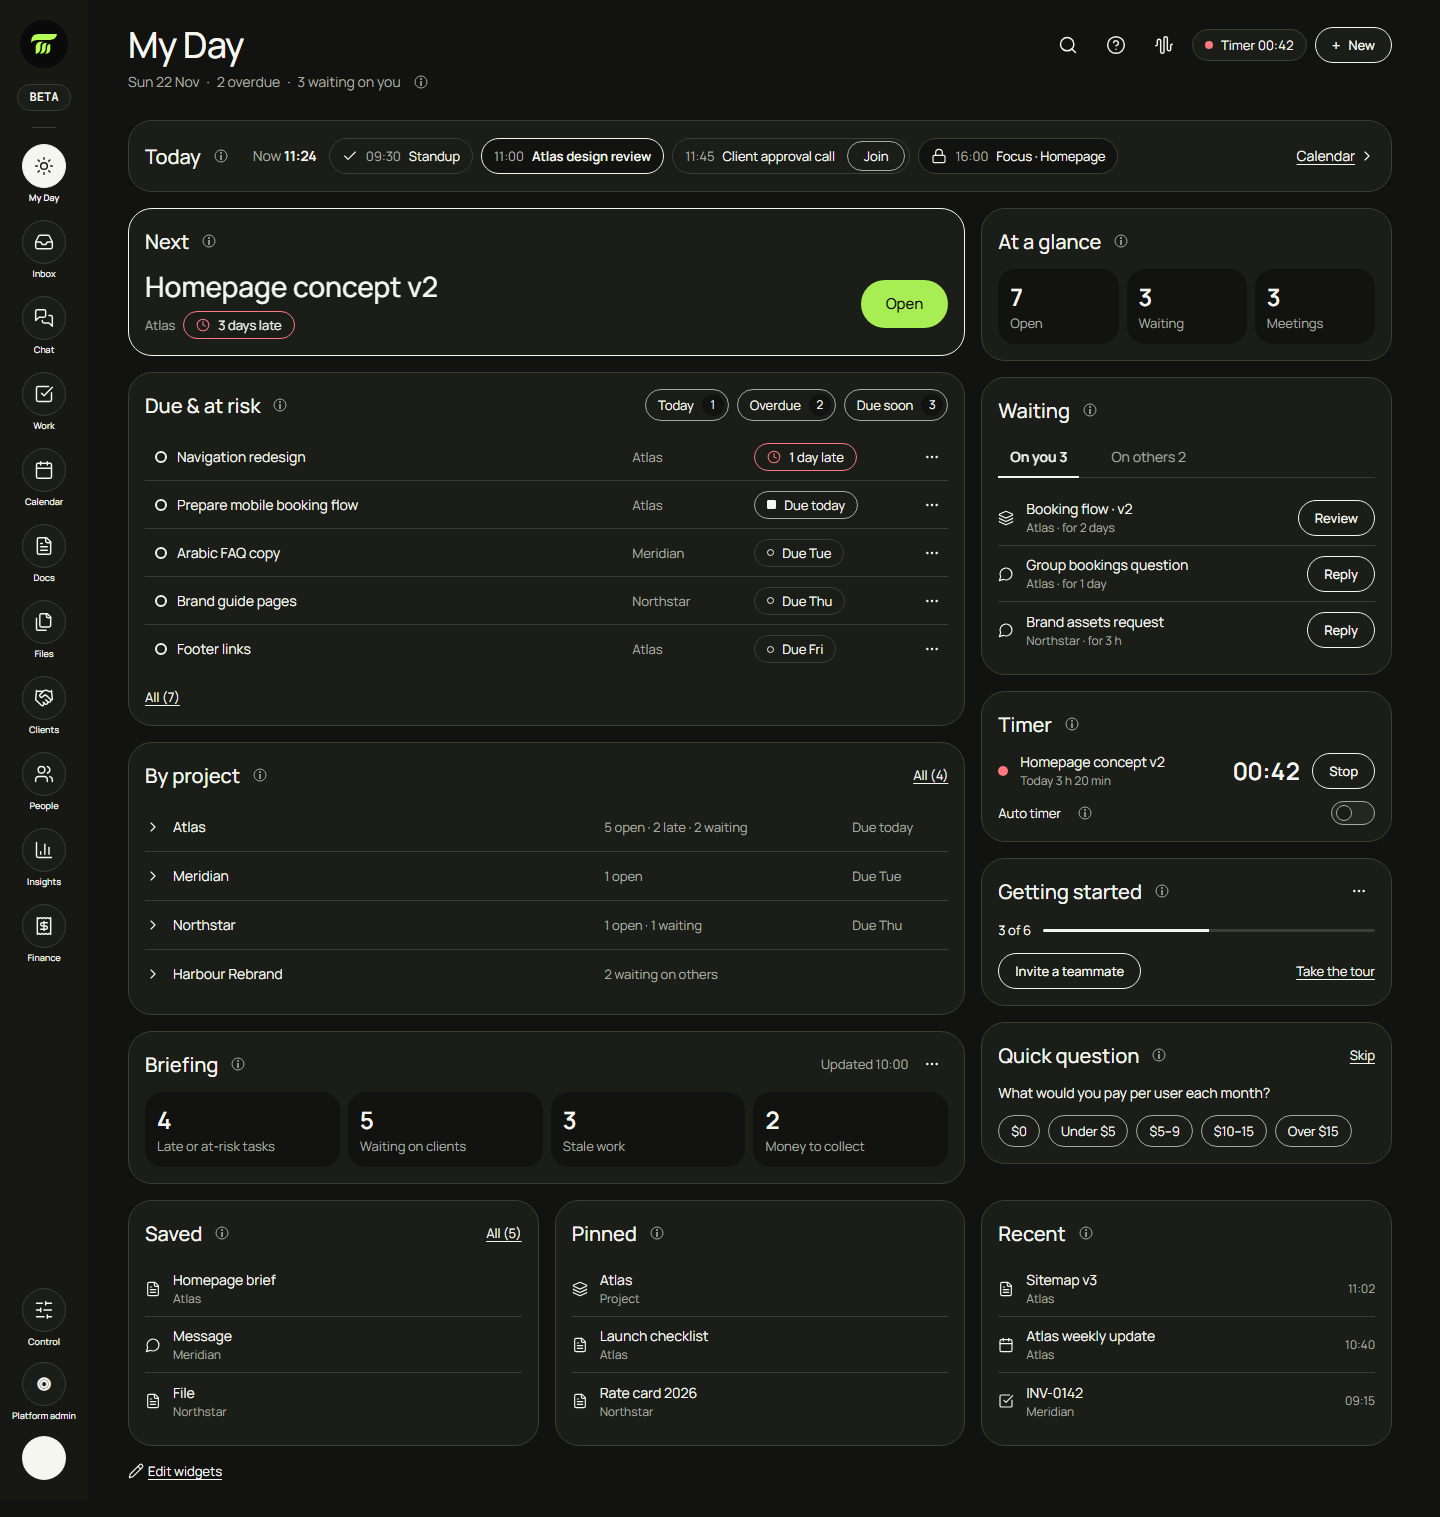 My Day
Sun 22 Nov · 2 overdue · 3 waiting on you
Timer 00:42
+ New
BETA
My Day
Inbox
Chat
Work
Calendar
Docs
Files
Clients
People
Insights
Finance
Control
Platform admin
Today
Now 11:24
09:30 Standup
11:00 Atlas design review
11:45 Client approval call
Join
16:00 Focus · Homepage
Calendar
Next
Homepage concept v2
Atlas
3 days late
Open
At a glance
7
Open
3
Waiting
3
Meetings
Due & at risk
Today 1
Overdue 2
Due soon 3
Navigation redesign Atlas 1 day late
Prepare mobile booking flow Atlas Due today
Arabic FAQ copy Meridian Due Tue
Brand guide pages Northstar Due Thu
Footer links Atlas Due Fri
All (7)
Waiting
On you 3
On others 2
Booking flow · v2
Atlas · for 2 days
Review
Group bookings question
Atlas · for 1 day
Reply
Brand assets request
Northstar · for 3 h
Reply
Timer
Homepage concept v2
Today 3 h 20 min
00:42
Stop
Auto timer
By project
All (4)
Atlas 5 open · 2 late · 2 waiting Due today
Meridian 1 open Due Tue
Northstar 1 open · 1 waiting Due Thu
Harbour Rebrand 2 waiting on others
Getting started
3 of 6
Invite a teammate
Take the tour
Briefing
Updated 10:00
4
Late or at-risk tasks
5
Waiting on clients
3
Stale work
2
Money to collect
Quick question
Skip
What would you pay per user each month?
$0
Under $5
$5–9
$10–15
Over $15
Saved
All (5)
Homepage brief
Atlas
Message
Meridian
File
Northstar
Pinned
Atlas
Project
Launch checklist
Atlas
Rate card 2026
Northstar
Recent
Sitemap v3
Atlas
11:02
Atlas weekly update
Atlas
10:40
INV-0142
Meridian
09:15
Edit widgets